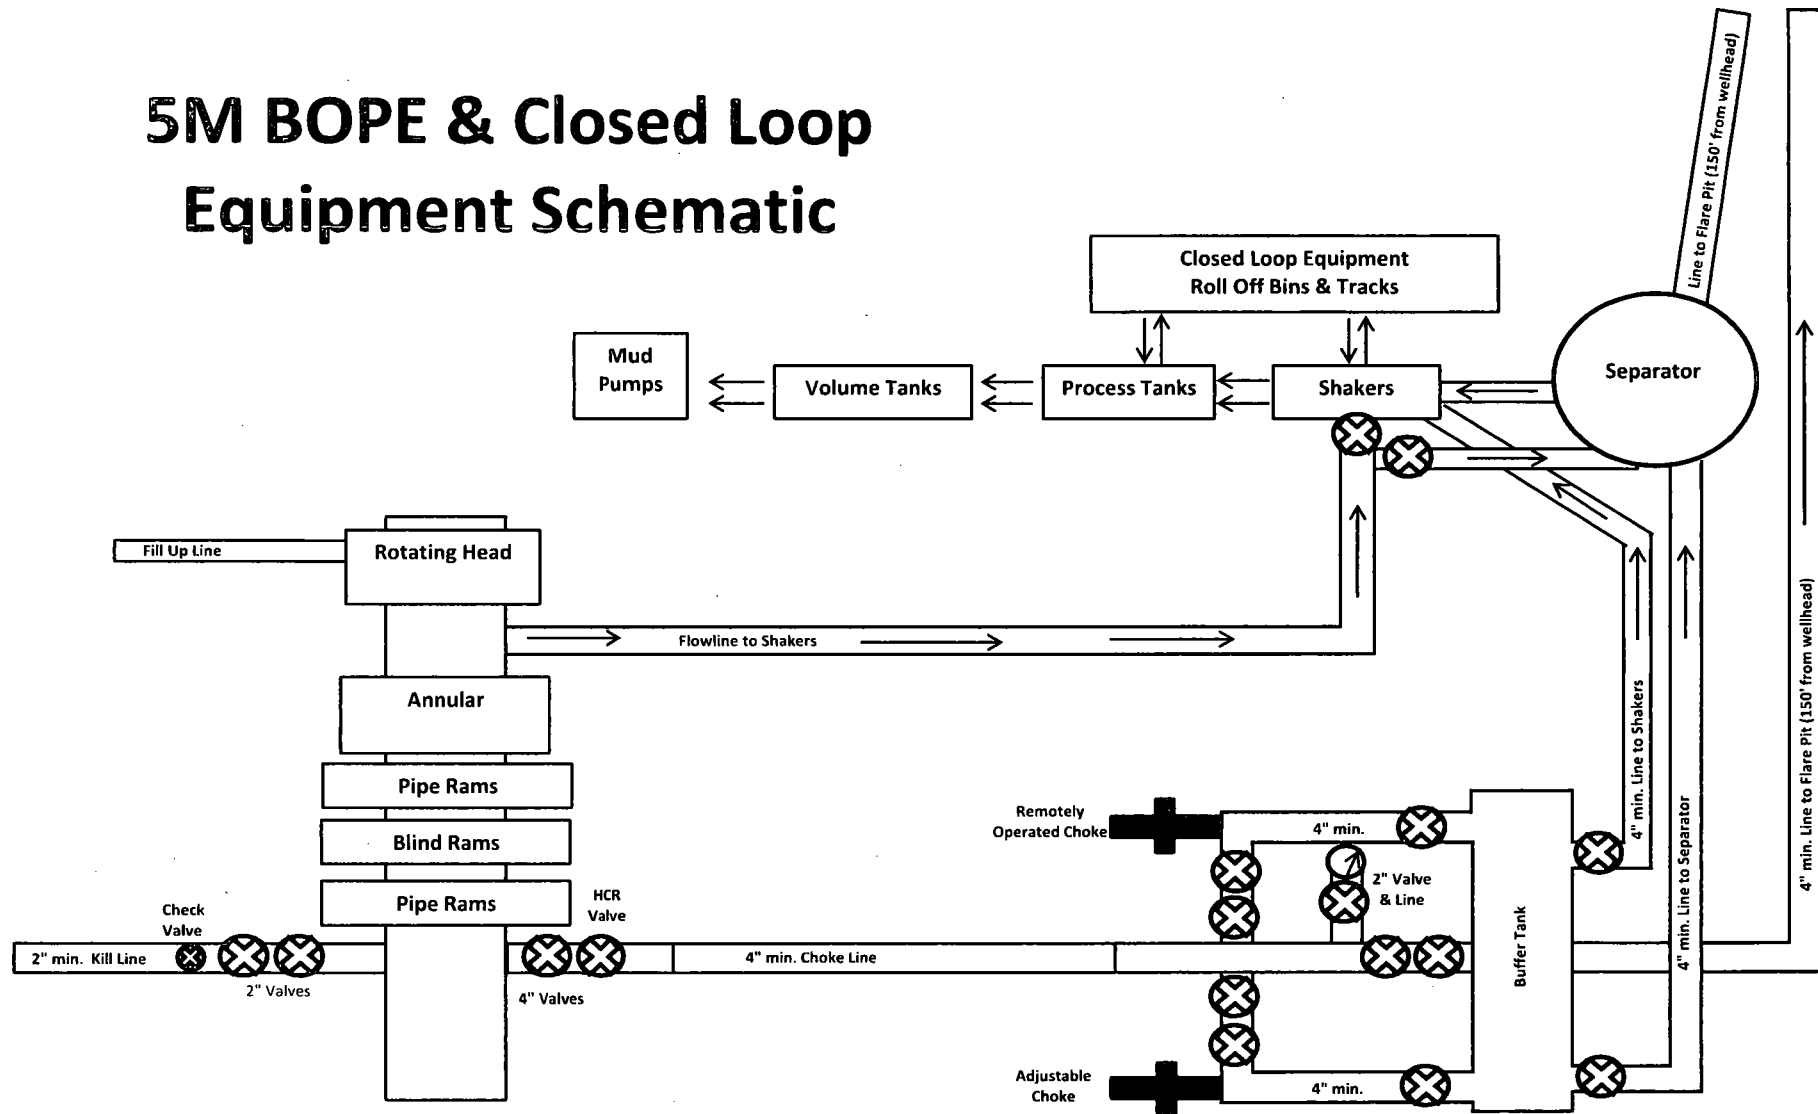 5M BOPE & Closed Loop
Equipment Schematic
Line to Flare Pit (150' from wellhead)
Closed Loop Equipment
Roll Off Bins & Tracks
Mud
Pumps
Volume Tanks
Process Tanks
Shakers
Separator
Fill Up Line
Rotating Head
Flowline to Shakers
Annular
Pipe Rams
Blind Rams
Pipe Rams
Check
Valve
HCR
Valve
2" min. Kill Line
2" Valves
4" Valves
4" min. Choke Line
Remotely
Operated Choke
4" min.
2" Valve
& Line
Adjustable
Choke
4" min.
Buffer Tank
4" min. Line to Shakers
4" min. Line to Separator
4" min. Line to Flare Pit (150' from wellhead)